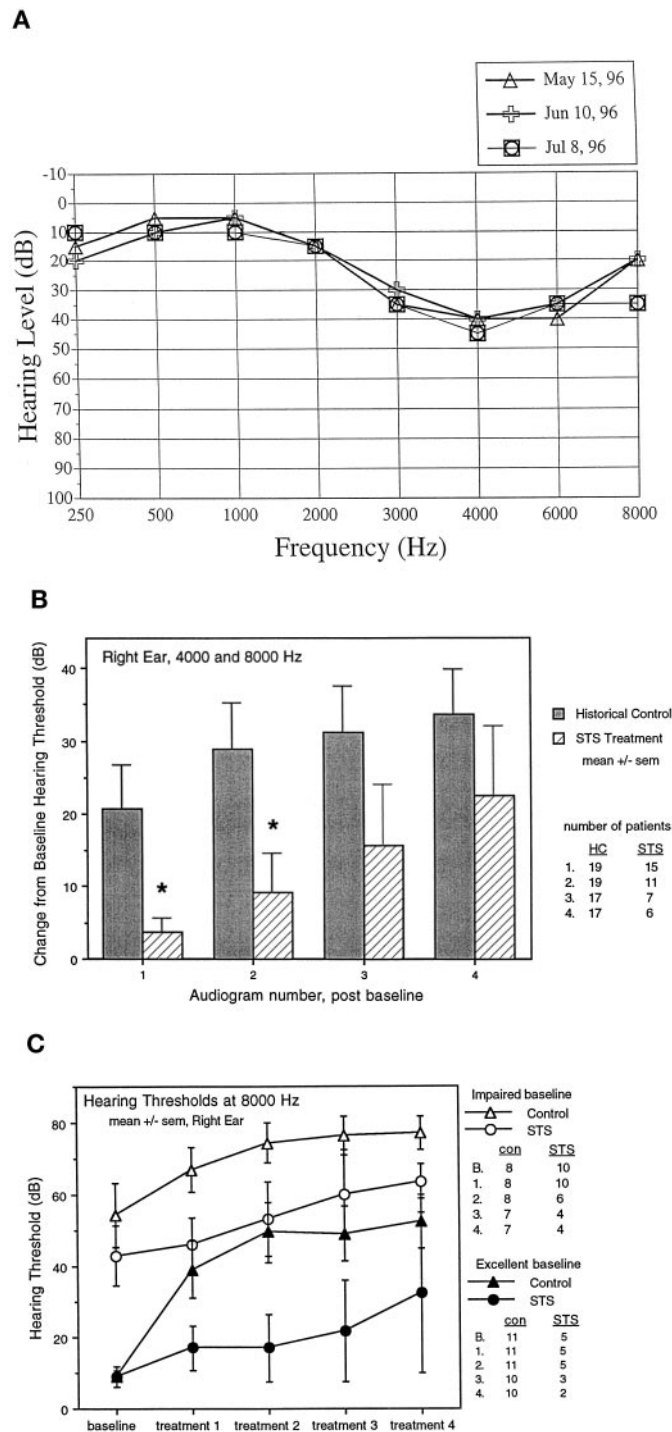 A
May 15, 96
Jun 10, 96
Jul 8, 96
-10
0
10
20
30
40
50
60
70
80
90
100
Hearing Level (dB)
250 500 1000 2000 3000 4000 6000 8000
Frequency (Hz)
B
Right Ear, 4000 and 8000 Hz
40
30
20
10
0
Change from Baseline Hearing Threshold (dB)
* *
1 2 3 4
Audiogram number, post baseline
Historical Control
STS Treatment
mean +/- sem
number of patients
HC STS
1. 19 15
2. 19 11
3. 17 7
4. 17 6
C
Hearing Thresholds at 8000 Hz
mean +/- sem, Right Ear
80
60
40
20
0
Hearing Threshold (dB)
baseline treatment 1 treatment 2 treatment 3 treatment 4
Impaired baseline
Control
STS
con STS
B. 8 10
1. 8 10
2. 8 6
3. 7 4
4. 7 4
Excellent baseline
Control
STS
con STS
B. 11 5
1. 11 5
2. 11 5
3. 10 3
4. 10 2